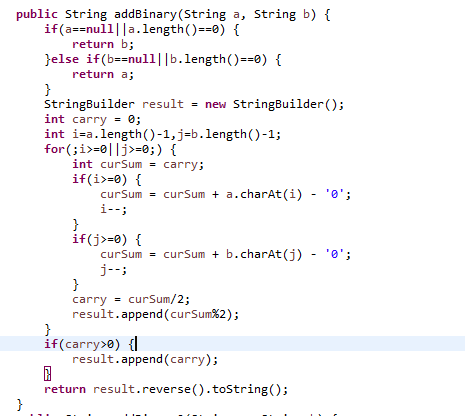 public String addBinary(String a, String b) {
    if(a==null||a.length()==0) {
        return b;
    }else if(b==null||b.length()==0) {
        return a;
    }
    StringBuilder result = new StringBuilder();
    int carry = 0;
    int i=a.length()-1,j=b.length()-1;
    for(;i>=0||j>=0;) {
        int curSum = carry;
        if(i>=0) {
            curSum = curSum + a.charAt(i) - '0';
            i--;
        }
        if(j>=0) {
            curSum = curSum + b.charAt(j) - '0';
            j--;
        }
        carry = curSum/2;
        result.append(curSum%2);
    }
    if(carry>0) {
        result.append(carry);
    }
    return result.reverse().toString();
}